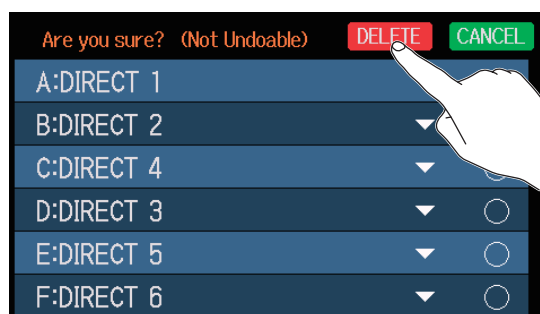 Are you sure? (Not Undoable) DELETE CANCEL
A:DIRECT 1
B:DIRECT 2
C:DIRECT 4
D:DIRECT 3
E:DIRECT 5
F:DIRECT 6